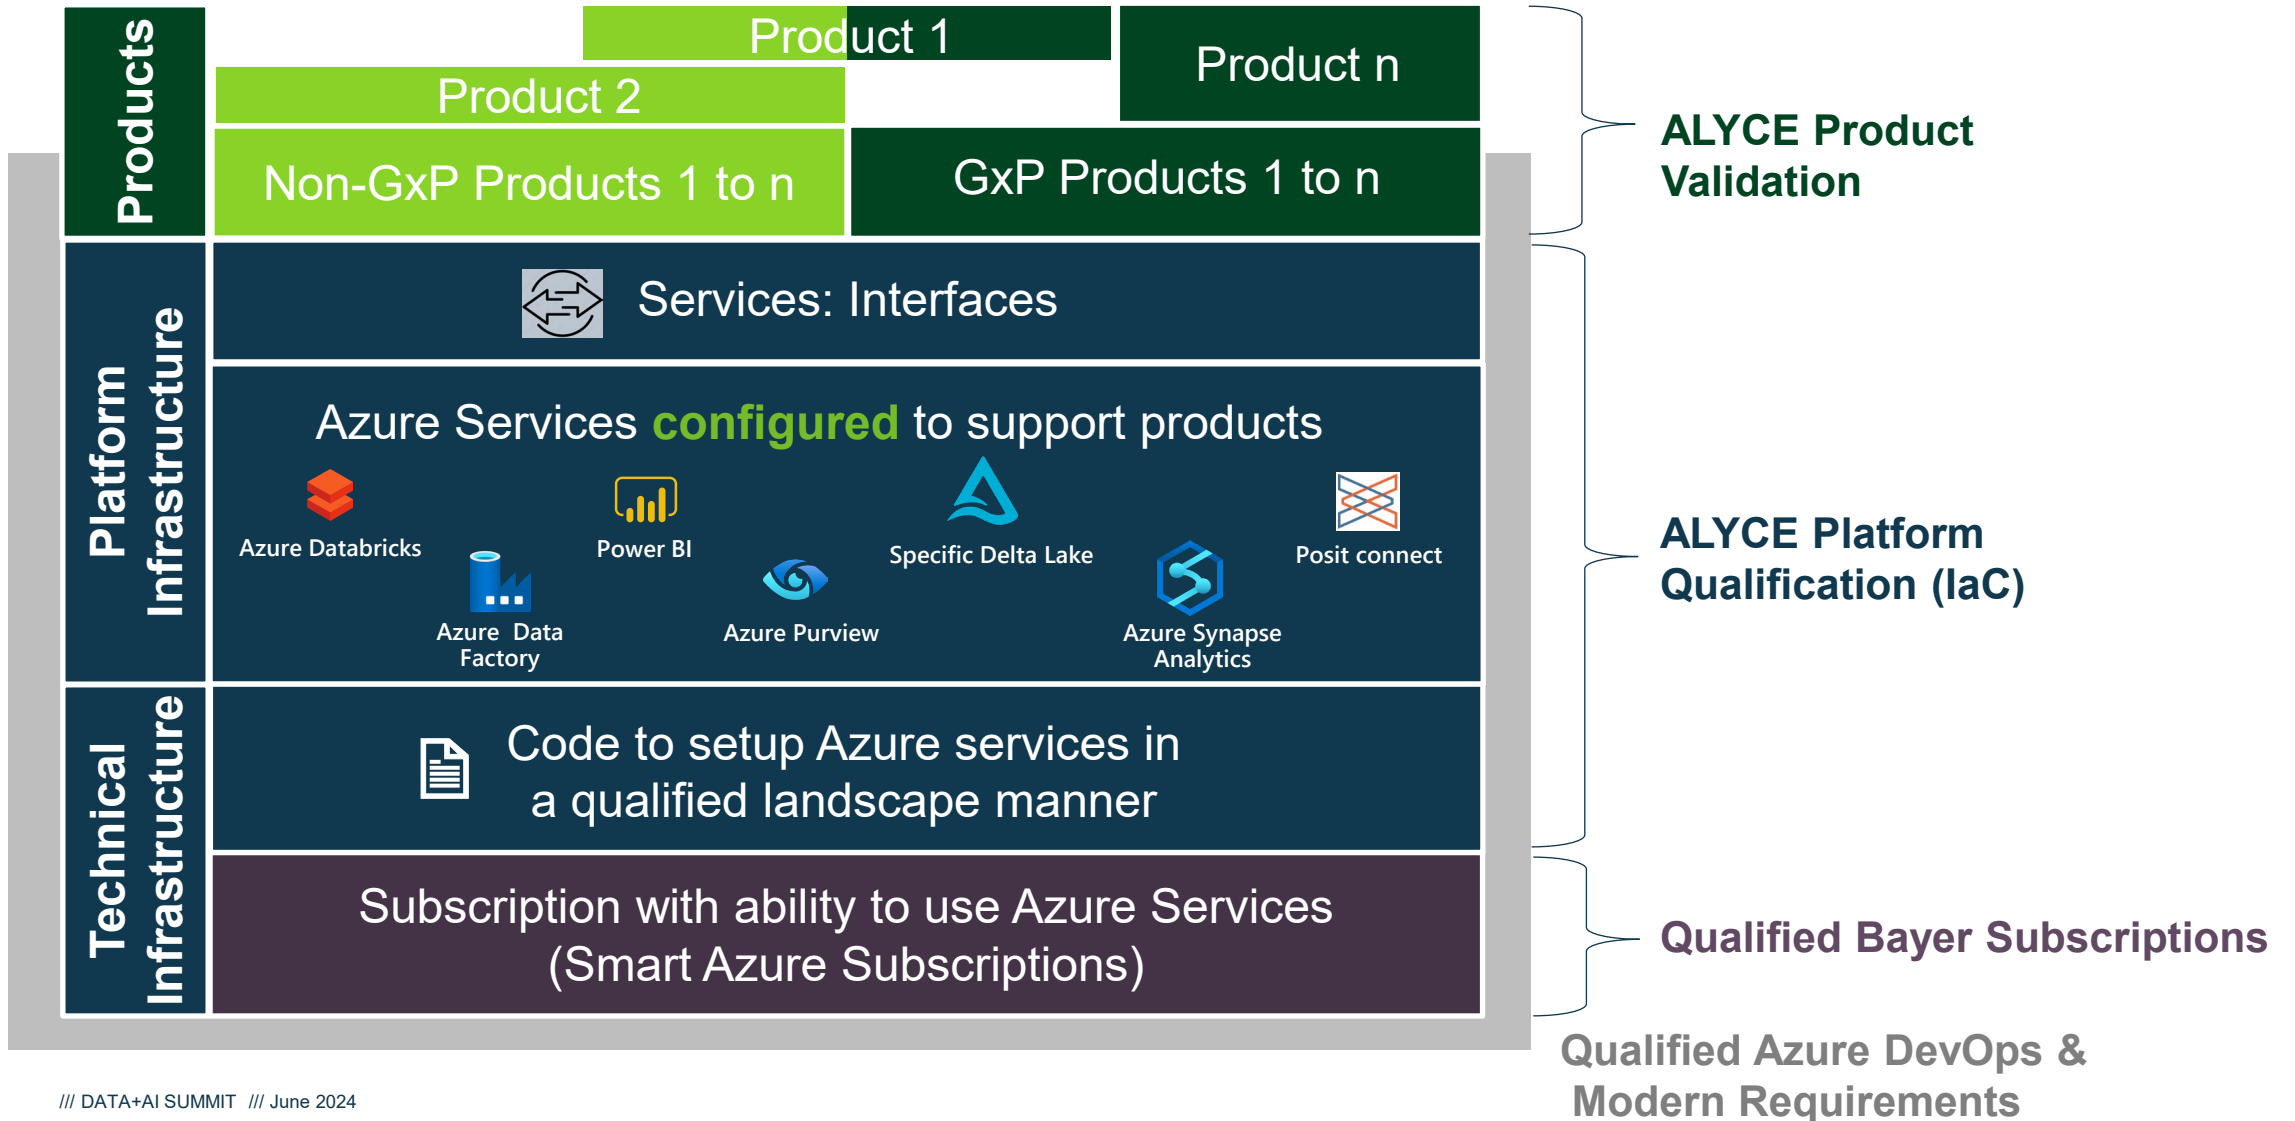 Products
Product 1
Product n
Product 2
Non-GxP Products 1 to n
GxP Products 1 to n
ALYCE Product
Validation
Platform
Infrastructure
Services: Interfaces
Azure Services configured to support products
Azure Databricks
Power BI
Specific Delta Lake
Posit connect
Azure  Data
Factory
Azure Purview
Azure Synapse
Analytics
ALYCE Platform
Qualification (IaC)
Technical
Infrastructure
Code to setup Azure services in
a qualified landscape manner
Subscription with ability to use Azure Services
(Smart Azure Subscriptions)
Qualified Bayer Subscriptions
Qualified Azure DevOps &
Modern Requirements
/// DATA+AI SUMMIT /// June 2024